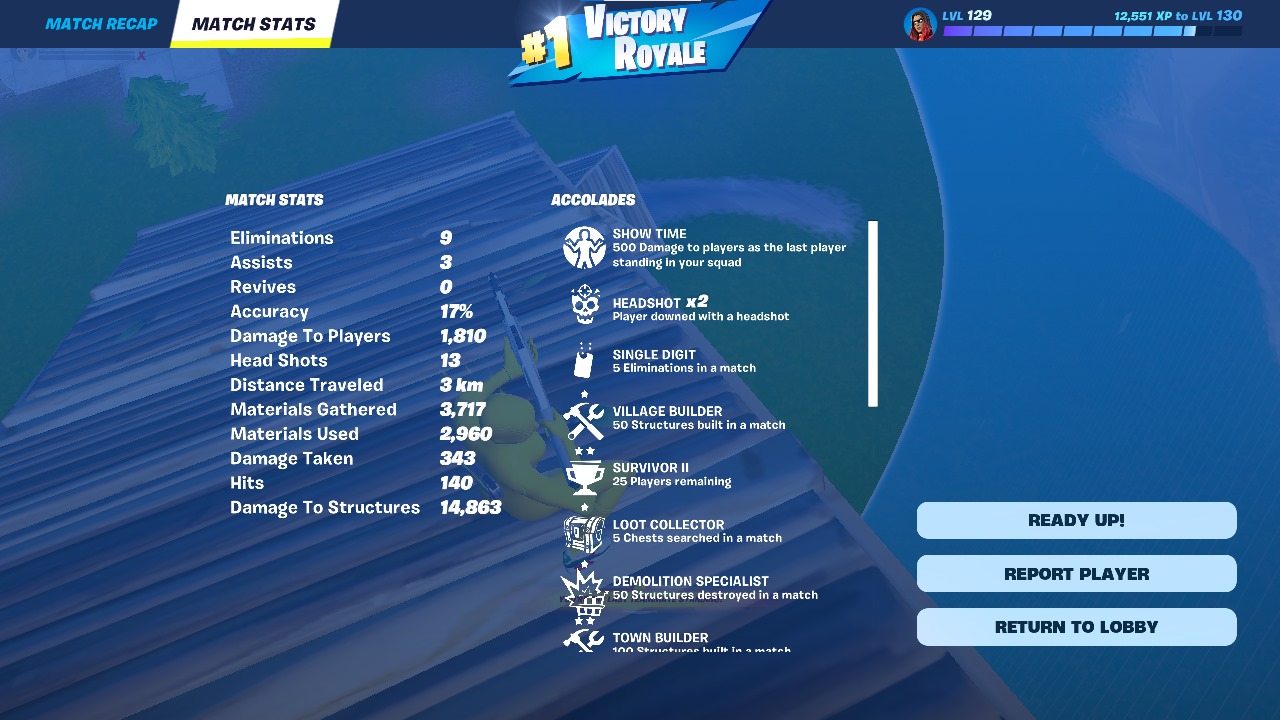 MATCH RECAP
MATCH STATS
#1 VICTORY
ROYALE
LVL 129
12,551 XP to LVL 130
MATCH STATS
Eliminations 9
Assists 3
Revives 0
Accuracy 17%
Damage To Players 1,810
Head Shots 13
Distance Traveled 3 km
Materials Gathered 3,717
Materials Used 2,960
Damage Taken 343
Hits 140
Damage To Structures 14,863
ACCOLADES
SHOW TIME
500 Damage to players as the last player
standing in your squad
HEADSHOT x2
Player downed with a headshot
SINGLE DIGIT
5 Eliminations in a match
VILLAGE BUILDER
50 Structures built in a match
SURVIVOR II
25 Players remaining
LOOT COLLECTOR
5 Chests searched in a match
DEMOLITION SPECIALIST
50 Structures destroyed in a match
TOWN BUILDER
100 Structures built in a match
READY UP!
REPORT PLAYER
RETURN TO LOBBY